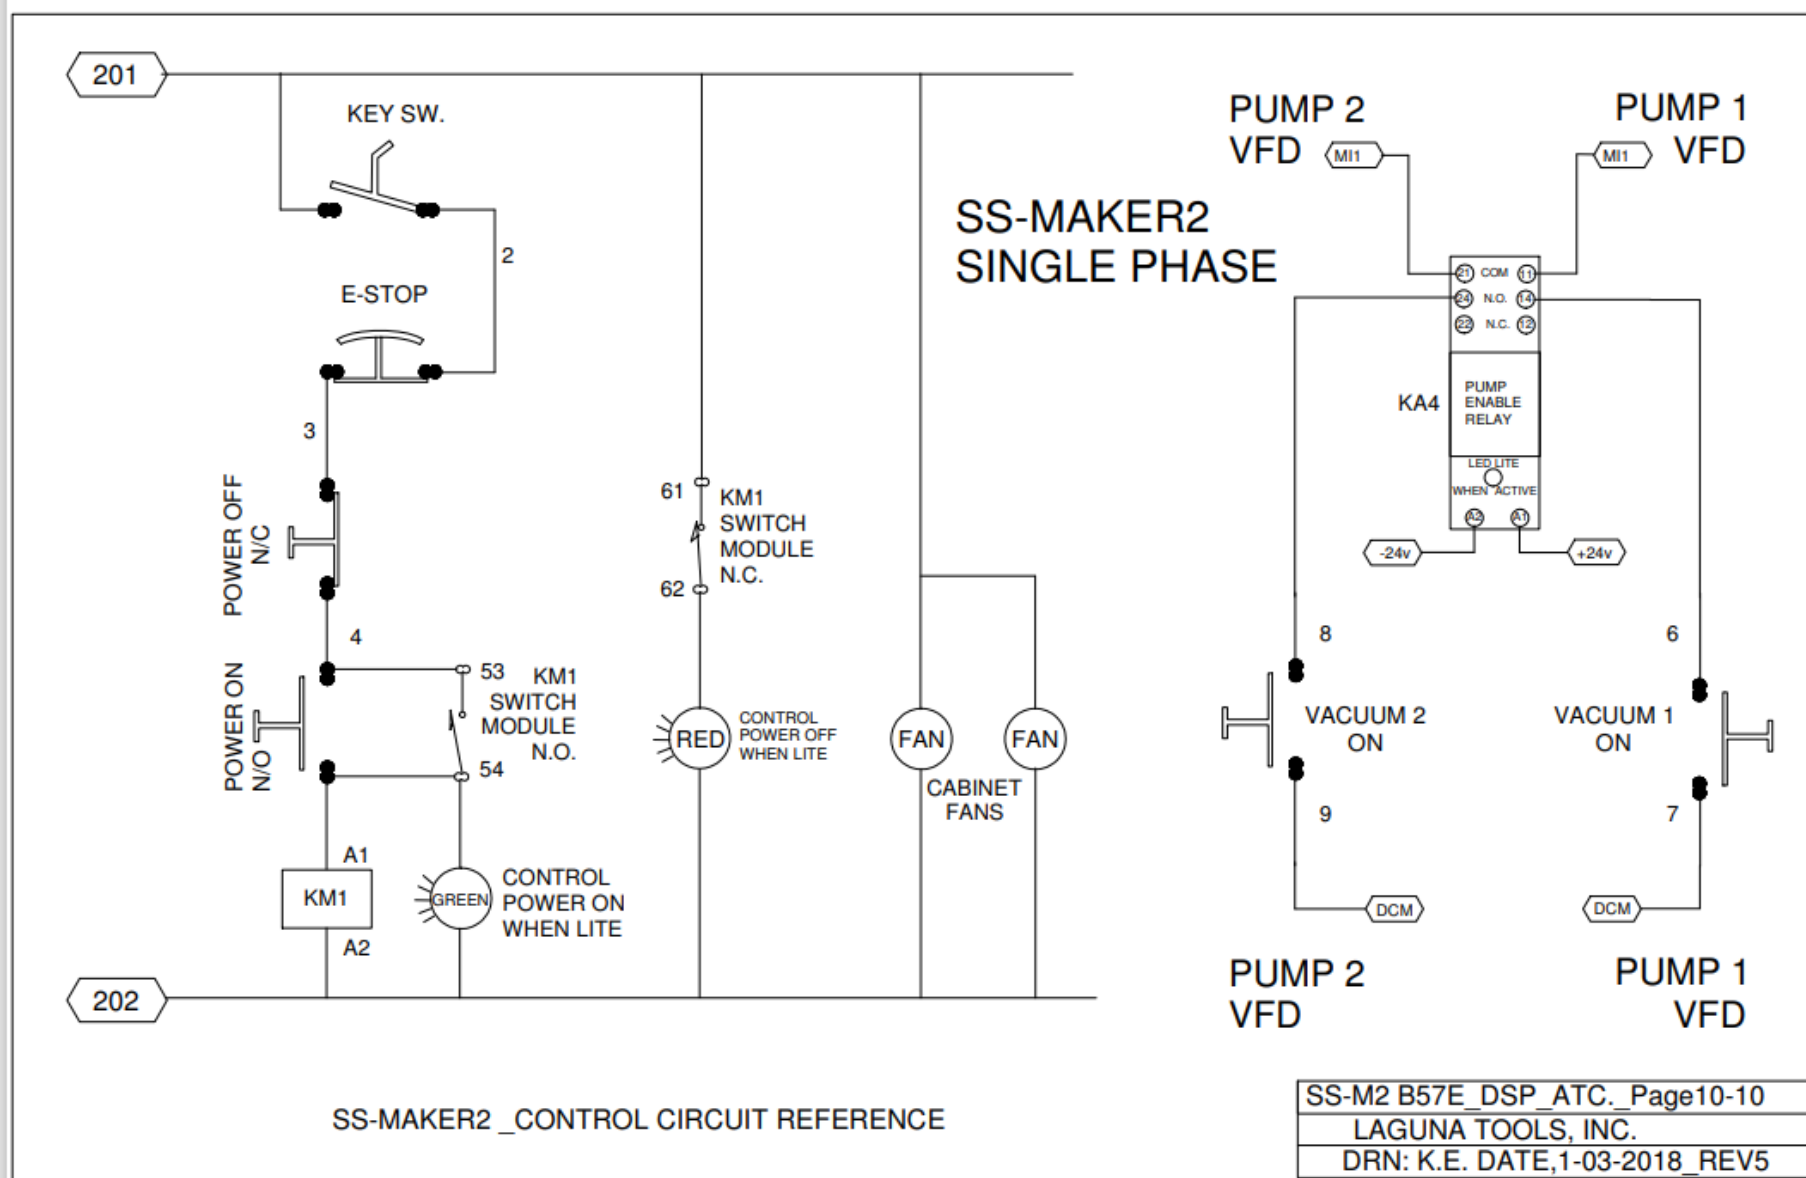 201
KEY SW.
2
E-STOP
3
POWER OFF
N/C
4
POWER ON
N/O
53
KM1
SWITCH
MODULE
N.O.
54
A1
KM1
A2
GREEN
CONTROL
POWER ON
WHEN LITE
61
KM1
SWITCH
MODULE
N.C.
62
RED
CONTROL
POWER OFF
WHEN LITE
FAN
FAN
CABINET
FANS
202
SS-MAKER2
SINGLE PHASE
PUMP 2
VFD
MI1
PUMP 1
VFD
MI1
21 COM 11
24 N.O. 14
22 N.C. 12
KA4
PUMP
ENABLE
RELAY
LED LITE
WHEN ACTIVE
A2 A1
-24v
+24v
8
6
VACUUM 2
ON
VACUUM 1
ON
9
7
DCM
DCM
PUMP 2
VFD
PUMP 1
VFD
SS-MAKER2 _CONTROL CIRCUIT REFERENCE
SS-M2 B57E_DSP_ATC._Page10-10
LAGUNA TOOLS, INC.
DRN: K.E. DATE,1-03-2018_REV5